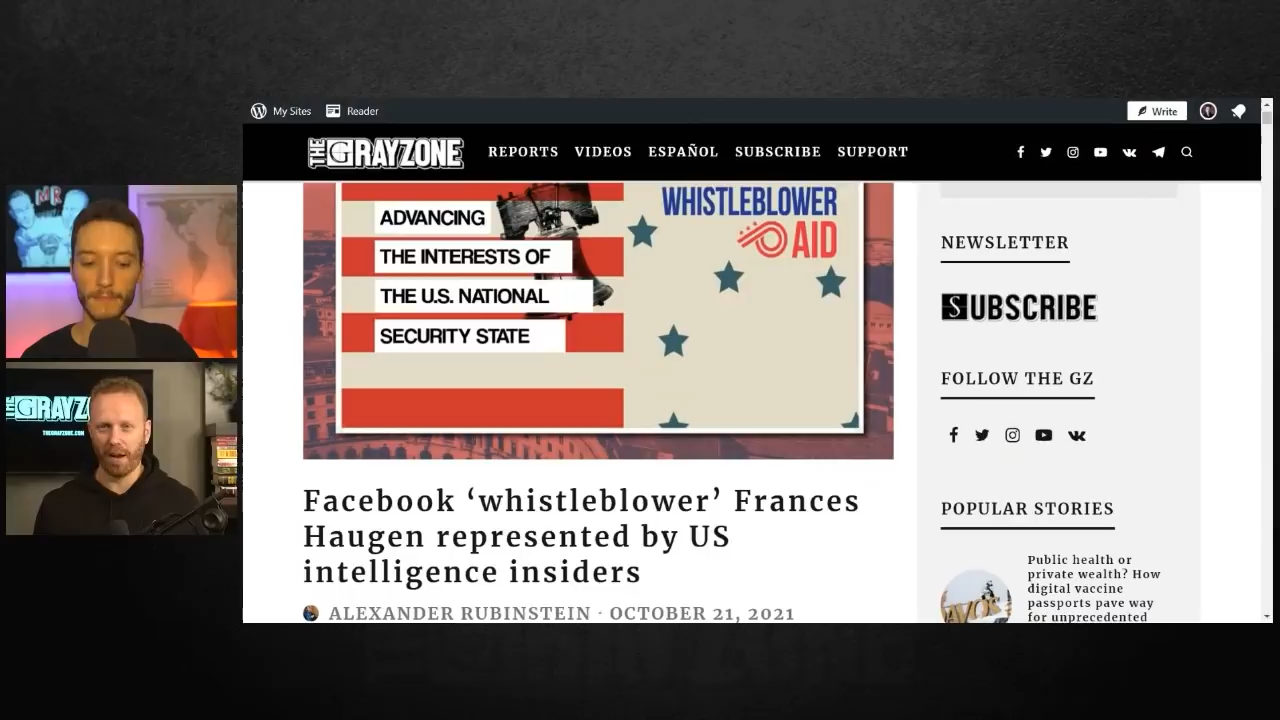 My Sites
Reader
Write
THE GRAYZONE
REPORTS VIDEOS ESPAÑOL SUBSCRIBE SUPPORT
ADVANCING
THE INTERESTS OF
THE U.S. NATIONAL
SECURITY STATE
WHISTLEBLOWER
AID
Facebook ‘whistleblower’ Frances
Haugen represented by US
intelligence insiders
ALEXANDER RUBINSTEIN · OCTOBER 21, 2021
NEWSLETTER
SUBSCRIBE
FOLLOW THE GZ
POPULAR STORIES
Public health or
private wealth? How
digital vaccine
passports pave way
for unprecedented
MR
THE GRAYZ
THEGRAYZONE.COM